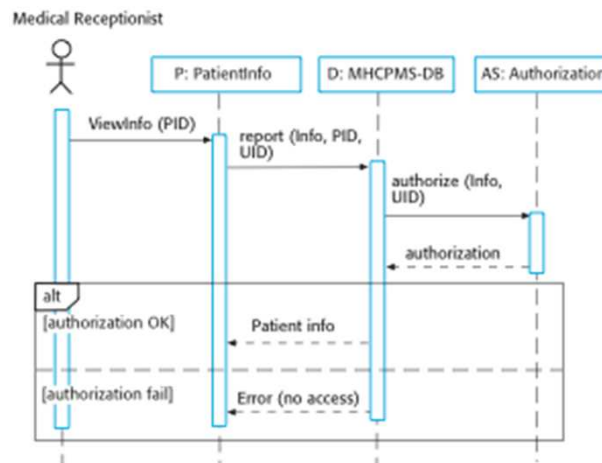 Medical Receptionist
P: PatientInfo
D: MHCPMS-DB
AS: Authorization
ViewInfo (PID)
report (Info, PID,
UID)
authorize (Info,
UID)
authorization
alt
[authorization OK]
Patient info
[authorization fail]
Error (no access)